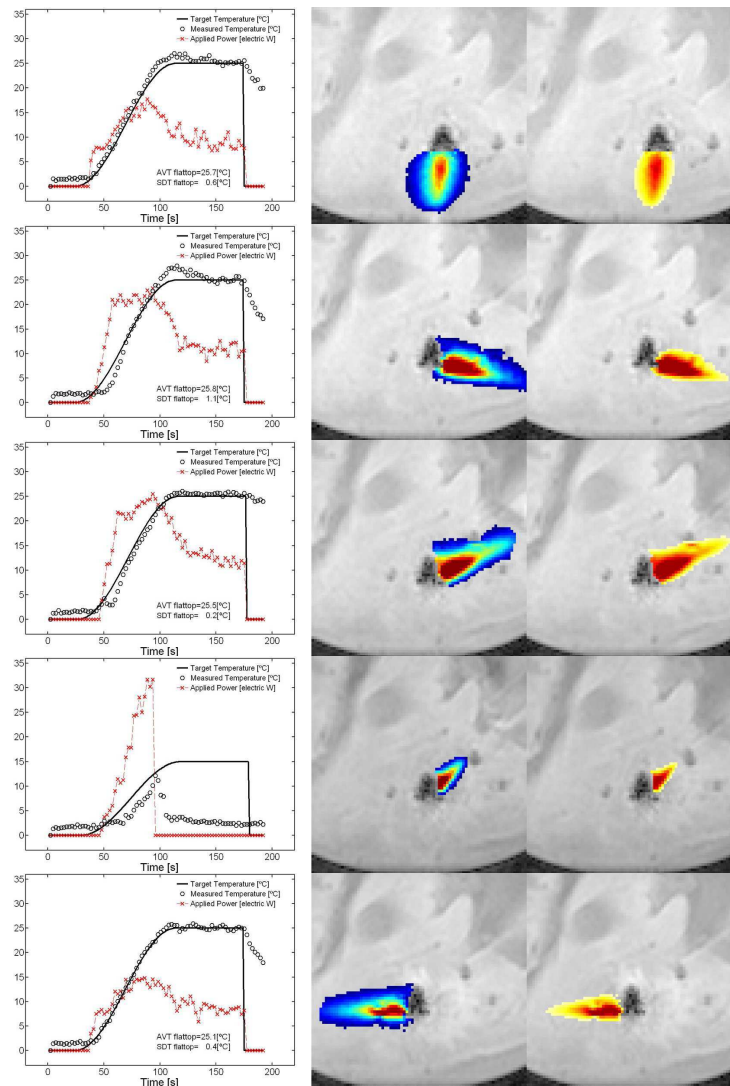 35
30
25
20
15
10
5
0
Target Temperature [ºC]
Measured Temperature [ºC]
Applied Power [electric W]
AVT flattop=25.7[ºC]
SDT flattop= 0.6[ºC]
0 50 100 150 200
Time [s]
35
30
25
20
15
10
5
0
Target Temperature [ºC]
Measured Temperature [ºC]
Applied Power [electric W]
AVT flattop=25.8[ºC]
SDT flattop= 1.1[ºC]
0 50 100 150 200
Time [s]
35
30
25
20
15
10
5
0
Target Temperature [ºC]
Measured Temperature [ºC]
Applied Power [electric W]
AVT flattop=25.5[ºC]
SDT flattop= 0.2[ºC]
0 50 100 150 200
Time [s]
35
30
25
20
15
10
5
0
Target Temperature [ºC]
Measured Temperature [ºC]
Applied Power [electric W]
0 50 100 150 200
Time [s]
35
30
25
20
15
10
5
0
Target Temperature [ºC]
Measured Temperature [ºC]
Applied Power [electric W]
AVT flattop=25.1[ºC]
SDT flattop= 0.4[ºC]
0 50 100 150 200
Time [s]